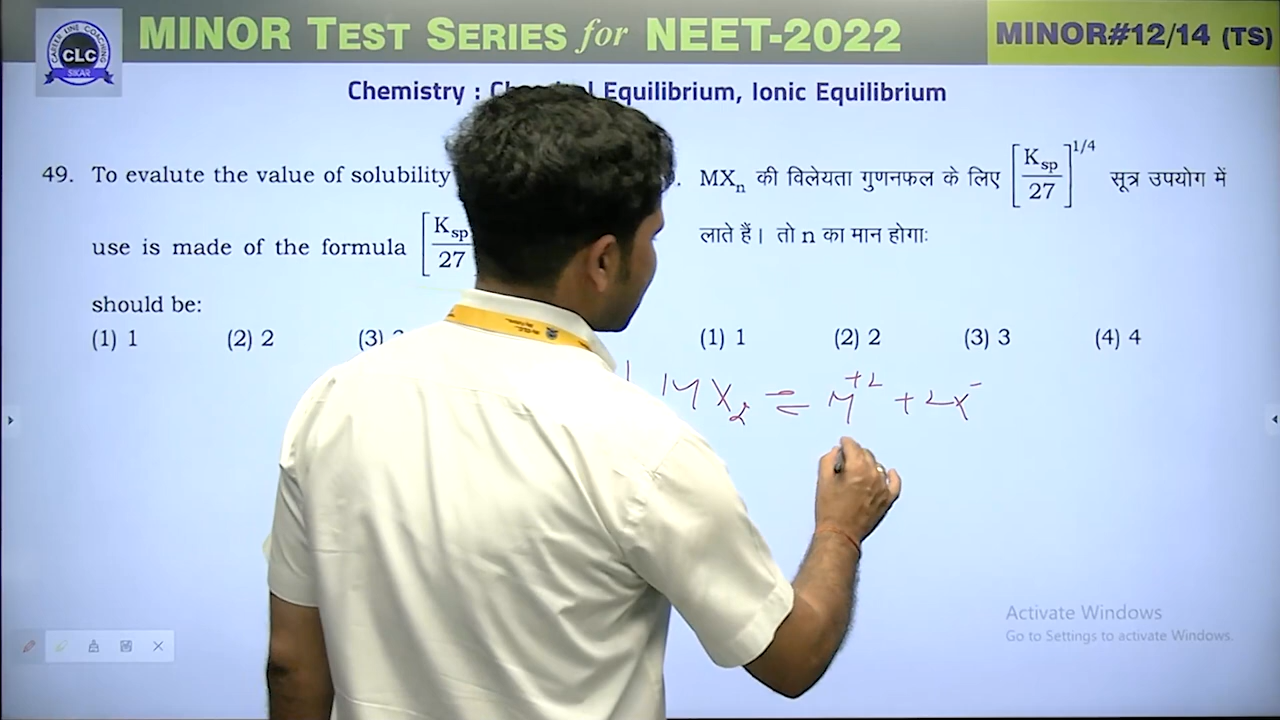 CAREER LINE COACHING
CLC
SIKAR
MINOR TEST SERIES for NEET-2022
MINOR#12/14 (TS)
Chemistry : Equilibrium, Ionic Equilibrium
49. To evaluate the value of solubility
use is made of the formula [Ksp/27
should be:
(1) 1 (2) 2 (3)
MXn की विलेयता गुणनफल के लिए [Ksp/27]^1/4 सूत्र उपयोग में
लाते हैं। तो n का मान होगाः
(1) 1 (2) 2 (3) 3 (4) 4
MX2 ⇌ M+2 + 2X-
Activate Windows
Go to Settings to activate Windows.